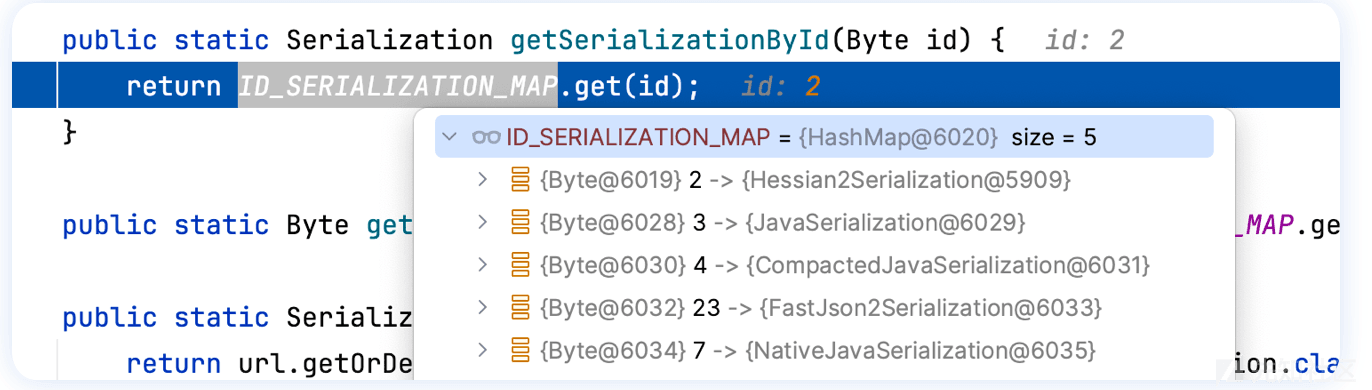 public static Serialization getSerializationById(Byte id) {   id: 2
return ID_SERIALIZATION_MAP.get(id);   id: 2
}
ID_SERIALIZATION_MAP = {HashMap@6020}  size = 5
{Byte@6019} 2 -> {Hessian2Serialization@5909}
public static Byte get
{Byte@6028} 3 -> {JavaSerialization@6029}
_MAP.ge
{Byte@6030} 4 -> {CompactedJavaSerialization@6031}
public static Serializ
{Byte@6032} 23 -> {FastJson2Serialization@6033}
return url.getOrDe
{Byte@6034} 7 -> {NativeJavaSerialization@6035}
ion.cla